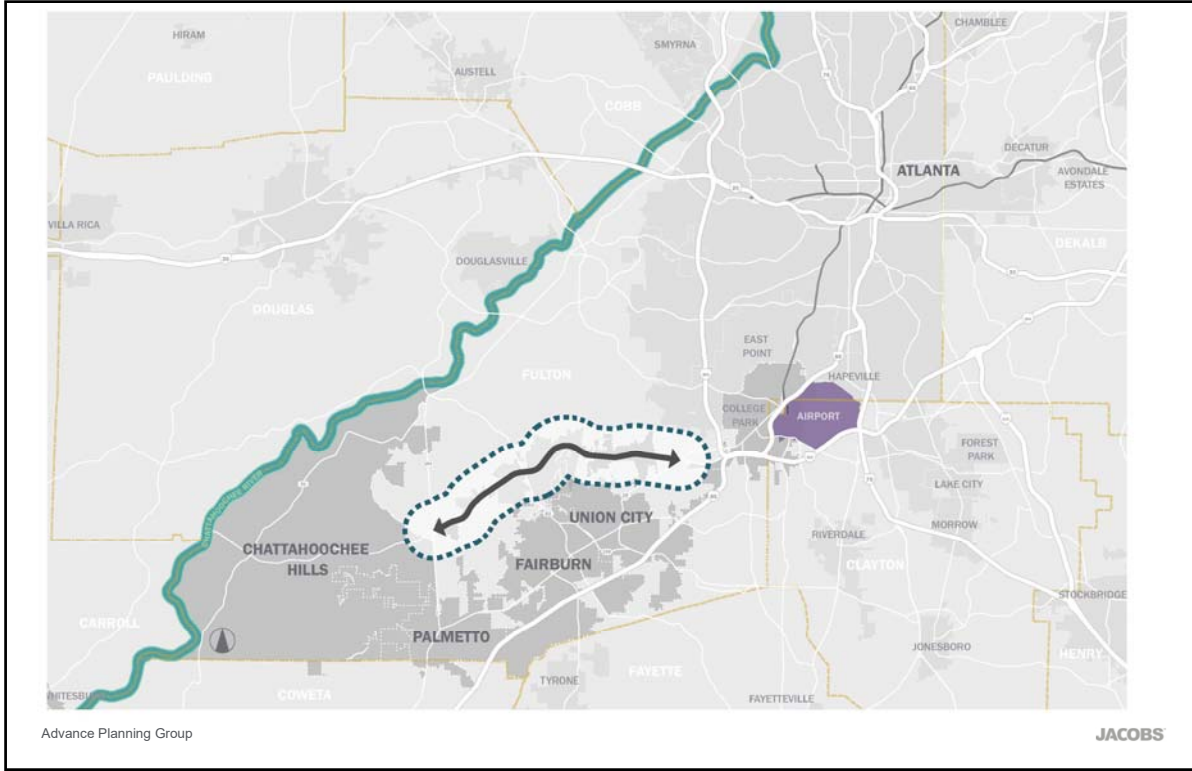 HIRAM
SMYRNA
CHAMBLEE
PAULDING
AUSTELL
COBB
DECATUR
ATLANTA
AVONDALE
ESTATES
VILLA RICA
DEKALB
DOUGLASVILLE
DOUGLAS
EAST
POINT
FULTON
HAPEVILLE
COLLEGE
PARK
AIRPORT
FOREST
PARK
LAKE CITY
CHATTAHOOCHEE RIVER
UNION CITY
MORROW
CHATTAHOOCHEE
HILLS
RIVERDALE
FAIRBURN
CLAYTON
STOCKBRIDGE
CARROLL
PALMETTO
JONESBORO
HENRY
FAYETTE
TYRONE
COWETA
FAYETTEVILLE
Advance Planning Group
JACOBS